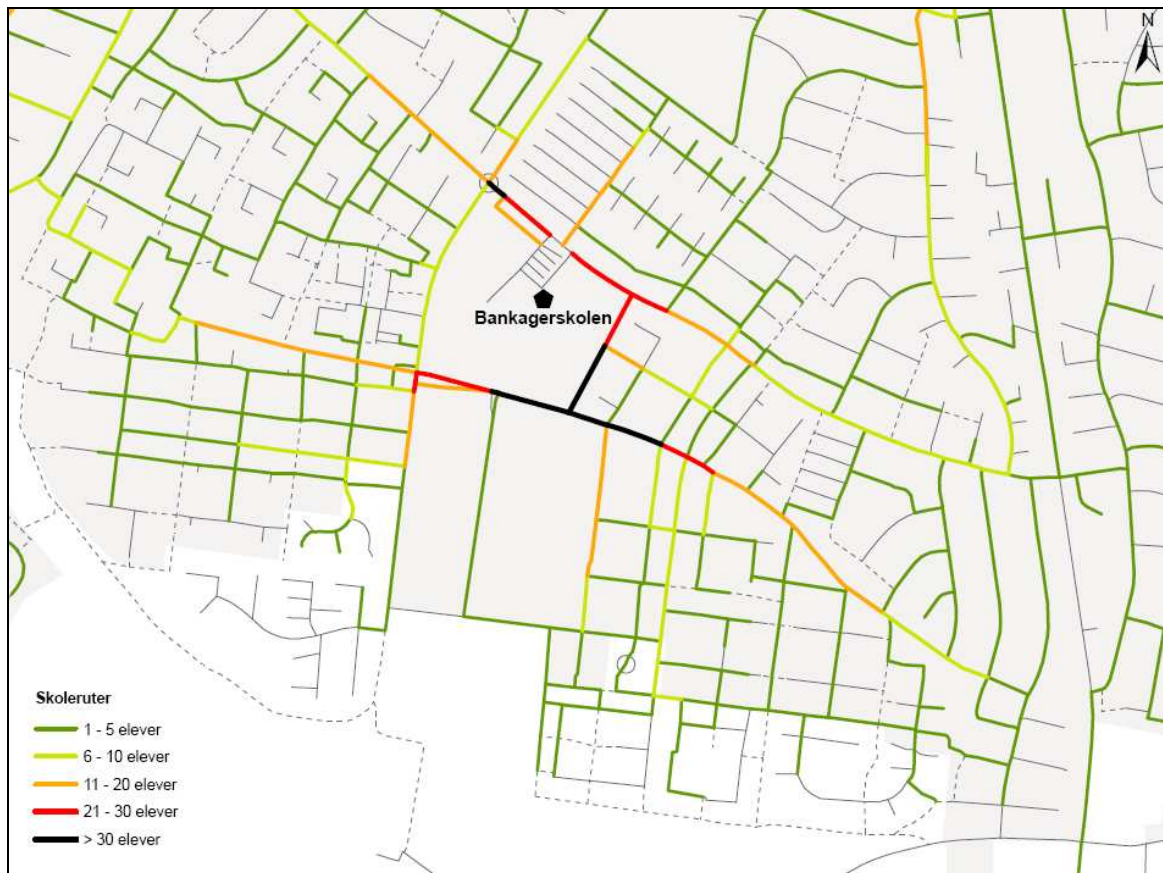 N
Bankagerskolen
Skoleruter
1 - 5 elever
6 - 10 elever
11 - 20 elever
21 - 30 elever
> 30 elever